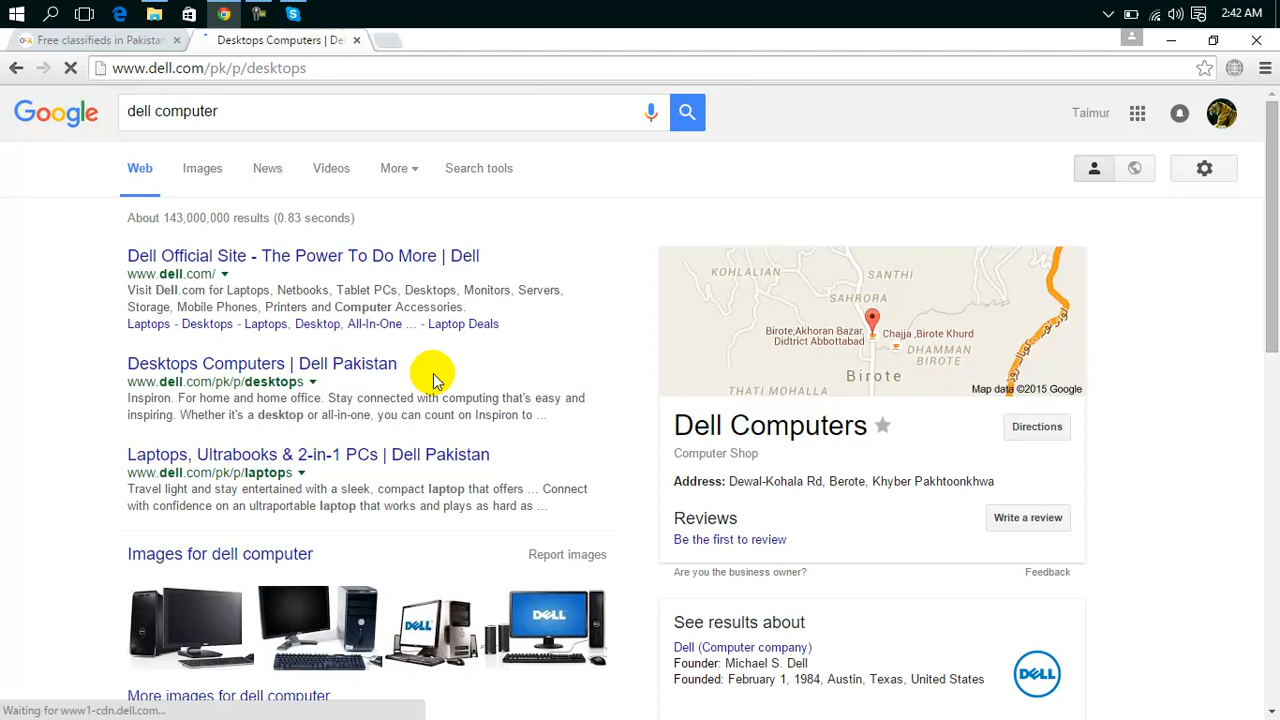 2:42 AM
Free classifieds in Pakistar
Desktops Computers | De
www.dell.com/pk/p/desktops
Google
dell computer
Taimur
Web
Images
News
Videos
More
Search tools
About 143,000,000 results (0.83 seconds)
Dell Official Site - The Power To Do More | Dell
www.dell.com/
Visit Dell.com for Laptops, Netbooks, Tablet PCs, Desktops, Monitors, Servers,
Storage, Mobile Phones, Printers and Computer Accessories.
Laptops - Desktops - Laptops, Desktop, All-In-One ... - Laptop Deals
Desktops Computers | Dell Pakistan
www.dell.com/pk/p/desktops
Inspiron. For home and home office. Stay connected with computing that's easy and
inspiring. Whether it's a desktop or all-in-one, you can count on Inspiron to ...
Laptops, Ultrabooks & 2-in-1 PCs | Dell Pakistan
www.dell.com/pk/p/laptops
Travel light and stay entertained with a sleek, compact laptop that offers ... Connect
with confidence on an ultraportable laptop that works and plays as hard as ...
Images for dell computer
Report images
DELL
DELL
More images for dell computer
KOHLALIAN
SANTHI
SAHRORA
Birote,Akhoran Bazar,
Didtrict Abbottabad
Chajja ,Birote Khurd
DHAMMAN
BIROTE
Birote
THATI MOHALLA
Map data ©2015 Google
Dell Computers
Directions
Computer Shop
Address: Dewal-Kohala Rd, Berote, Khyber Pakhtoonkhwa
Reviews
Write a review
Be the first to review
Are you the business owner?
Feedback
See results about
Dell (Computer company)
Founder: Michael S. Dell
Founded: February 1, 1984, Austin, Texas, United States
DELL
Waiting for www1-cdn.dell.com...